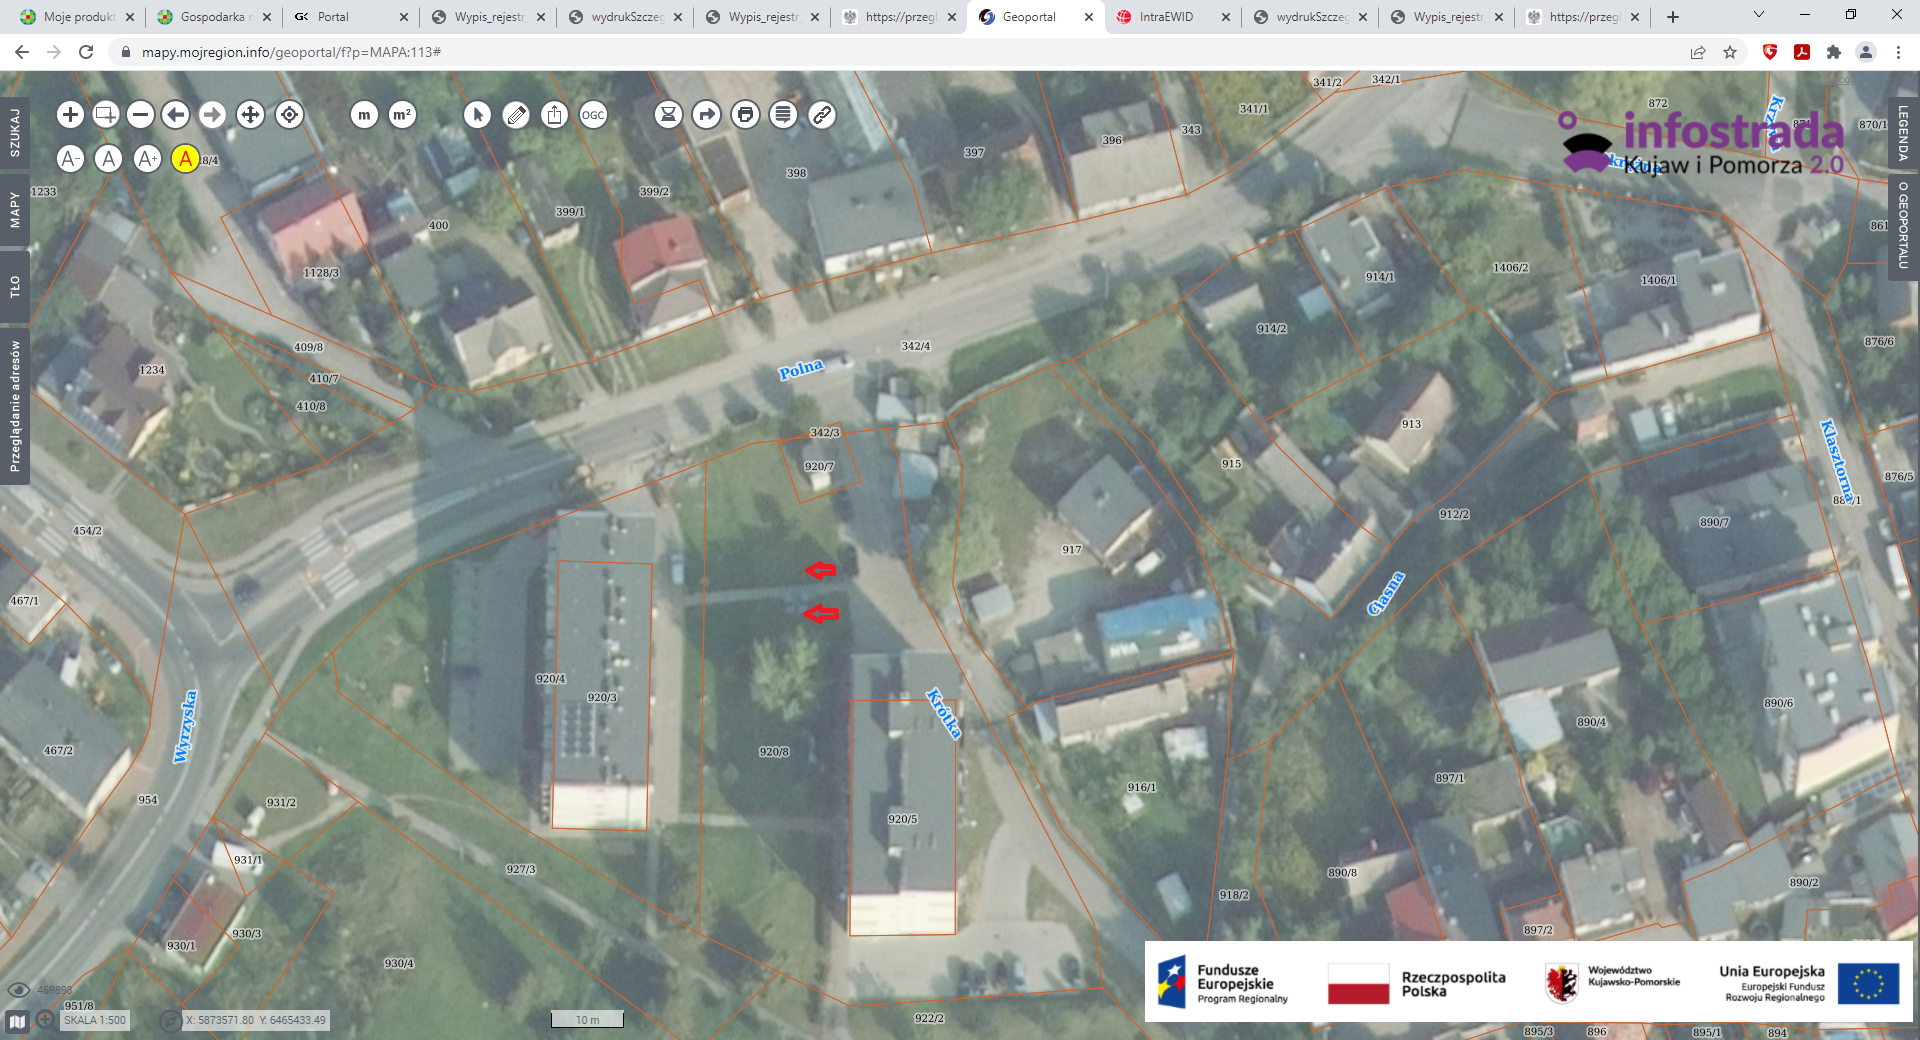 Moje produkt
Gospodarka n
Portal
Wypis_rejestr
wydrukSzczeg
Wypis_rejestr
https://przegl
Geoportal
IntraEWID
wydrukSzczeg
Wypis_rejestr
https://przegl
mapy.mojregion.info/geoportal/f?p=MAPA:113#
SZUKAJ
MAPY
TŁO
Przeglądanie adresów
LEGENDA
O GEOPORTALU
m
m²
OGC
A-
A
A+
A
infostrada
Kujaw i Pomorza 2.0
341/2
342/1
341/1
872
870/1
343
396
397
398
399/2
399/1
400
28/4
1233
1128/3
861
1406/2
1406/1
914/1
914/2
342/4
409/8
410/7
410/8
1234
Polna
876/6
913
342/3
920/7
915
Klasztorna
876/5
454/2
912/2
890/7
917
Ciasna
467/1
920/4
920/3
Krótka
Wyrzyska
890/6
890/4
467/2
920/8
897/1
916/1
954
931/2
920/5
931/1
927/3
890/8
890/2
918/2
930/3
930/1
930/4
897/2
951/8
922/2
895/3
896
895/1
894
469898
SKALA 1:500
X: 5873571.80 Y: 6465433.49
10 m
Fundusze
Europejskie
Program Regionalny
Rzeczpospolita
Polska
Województwo
Kujawsko-Pomorskie
Unia Europejska
Europejski Fundusz
Rozwoju Regionalnego